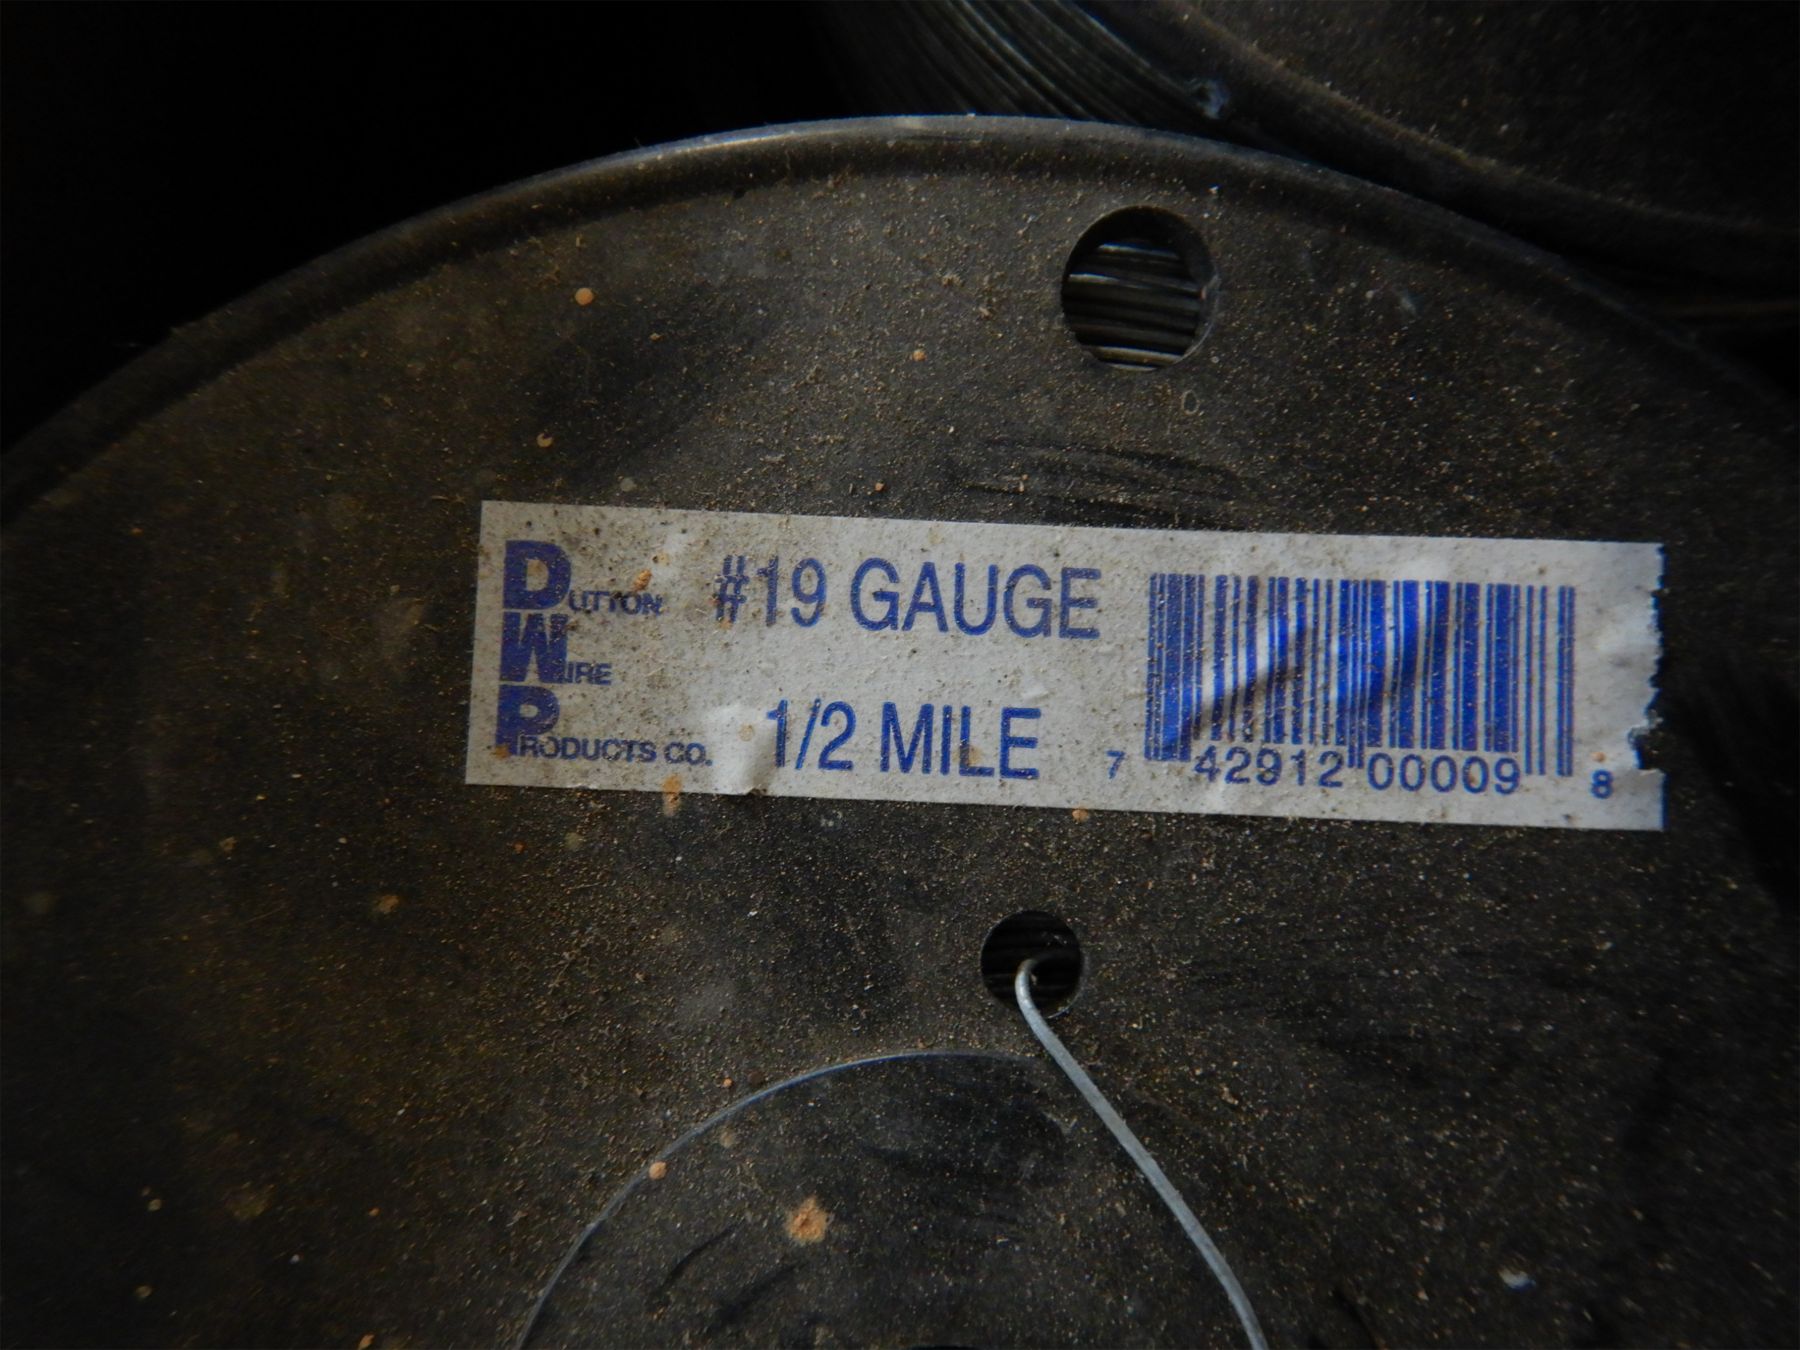 DUTTON
WIRE
PRODUCTS CO.
#19 GAUGE
1/2 MILE
7 42912 00009 8